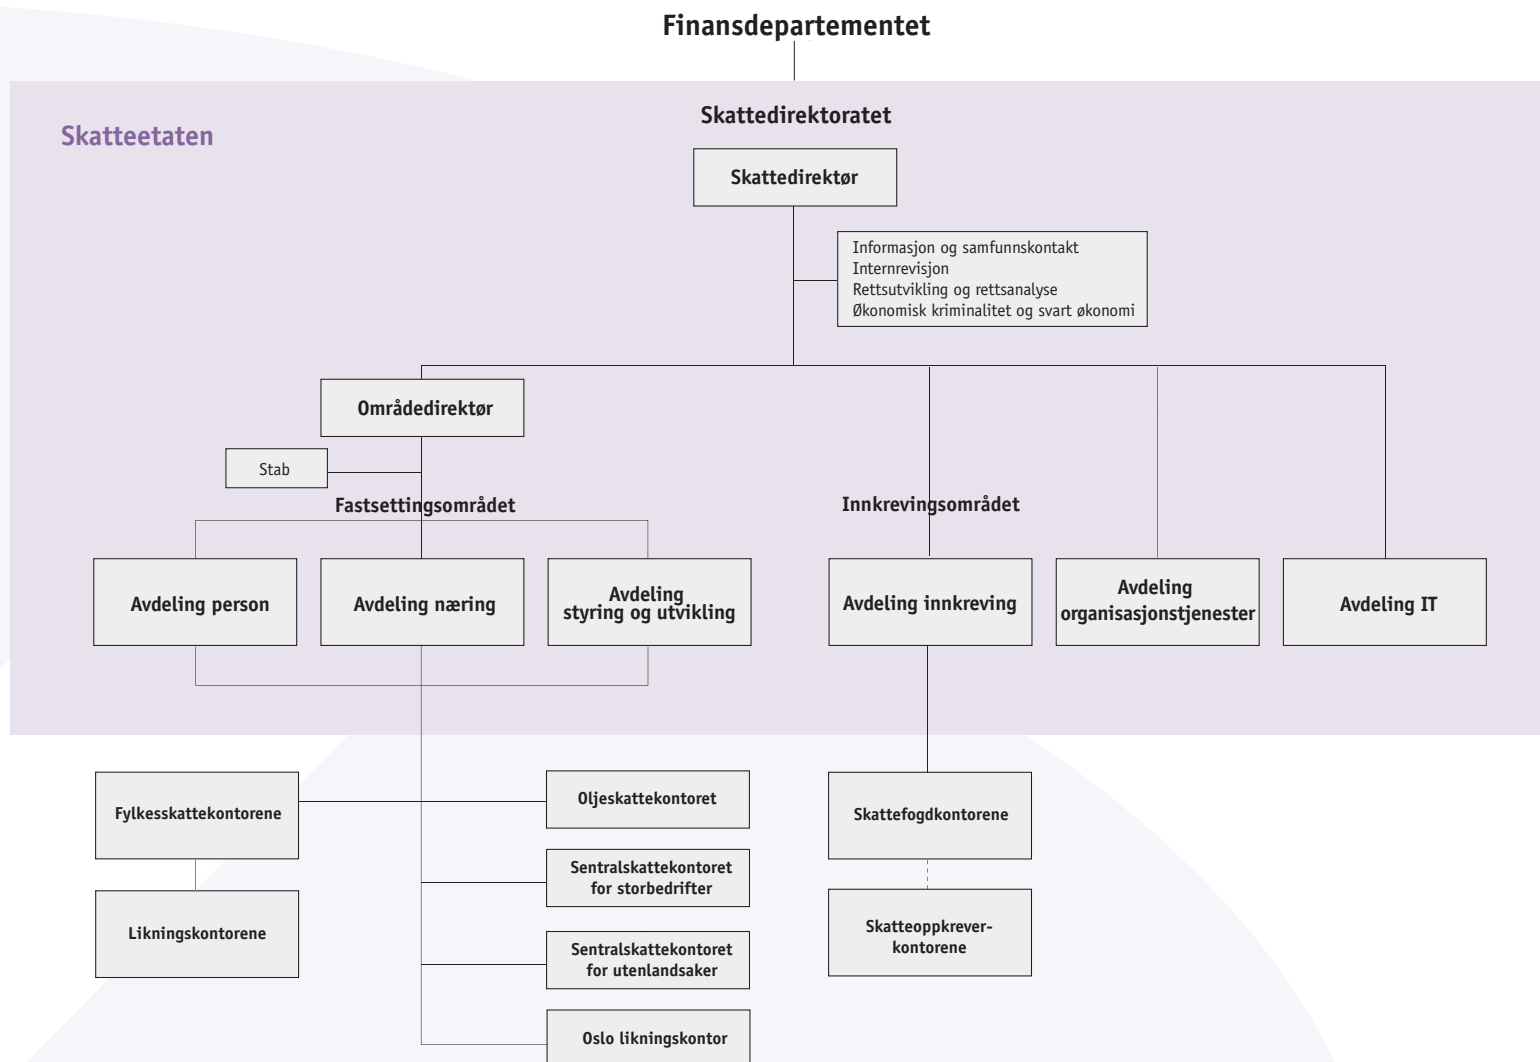 Finansdepartementet
Skatteetaten
Skattedirektoratet
Skattedirektør
Informasjon og samfunnskontakt
Internrevisjon
Rettsutvikling og rettsanalyse
Økonomisk kriminalitet og svart økonomi
Områdedirektør
Stab
Fastsettingsområdet
Innkrevingsområdet
Avdeling person
Avdeling næring
Avdeling
styring og utvikling
Avdeling innkreving
Avdeling
organisasjonstjenester
Avdeling IT
Fylkesskattekontorene
Oljeskattekontoret
Skattefogdkontorene
Sentralskattekontoret
for storbedrifter
Likningskontorene
Skatteoppkrever-
kontorene
Sentralskattekontoret
for utenlandsaker
Oslo likningskontor